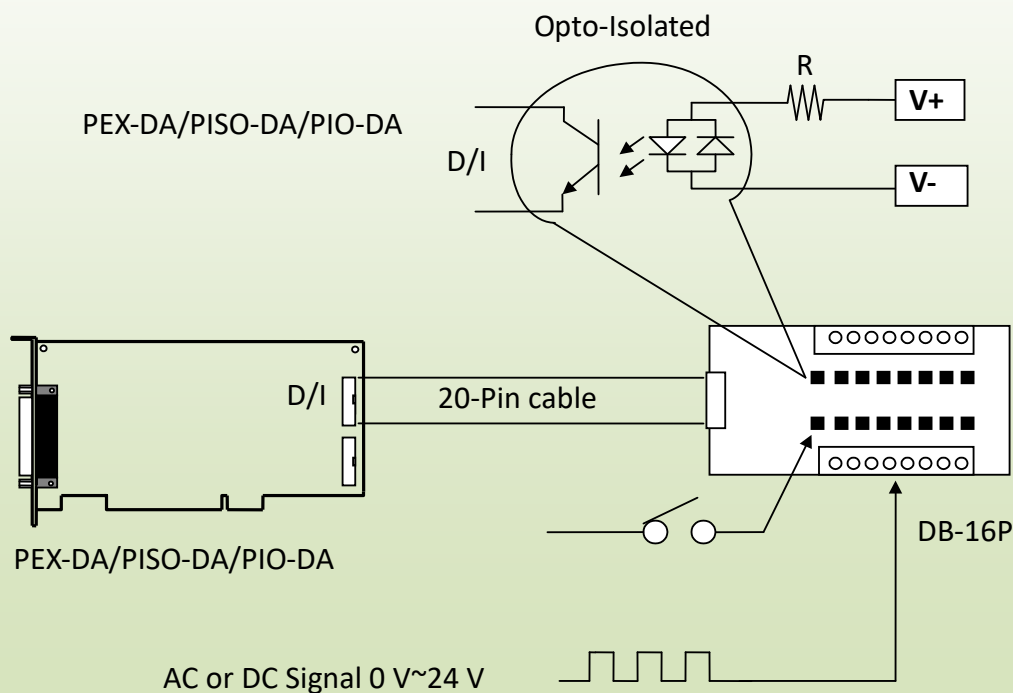 Opto-Isolated
R
V+
PEX-DA/PISO-DA/PIO-DA
D/I
V-
D/I
20-Pin cable
DB-16P
PEX-DA/PISO-DA/PIO-DA
AC or DC Signal 0 V~24 V